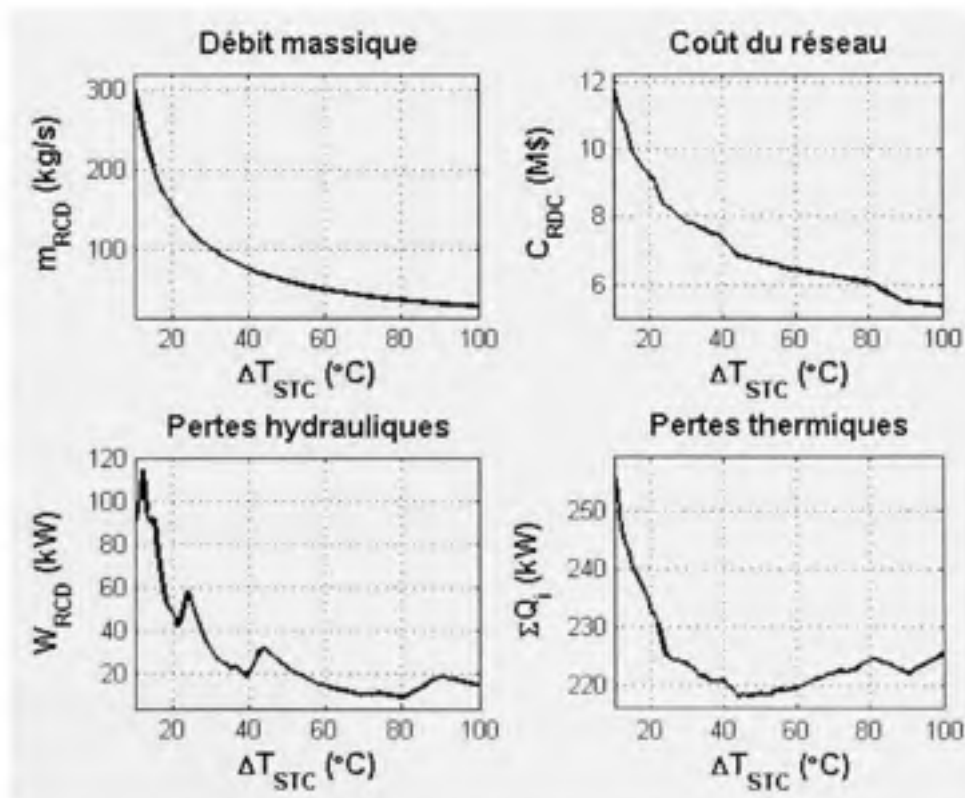 Débit massique
m_RCD (kg/s)
300
200
100
20 40 60 80 100
ΔT_STC (°C)
Coût du réseau
C_RDC (M$)
12
10
8
6
20 40 60 80 100
ΔT_STC (°C)
Pertes hydrauliques
W_RCD (kW)
120
100
80
60
40
20
20 40 60 80 100
ΔT_STC (°C)
Pertes thermiques
ΣQ_i (kW)
250
240
230
220
20 40 60 80 100
ΔT_STC (°C)